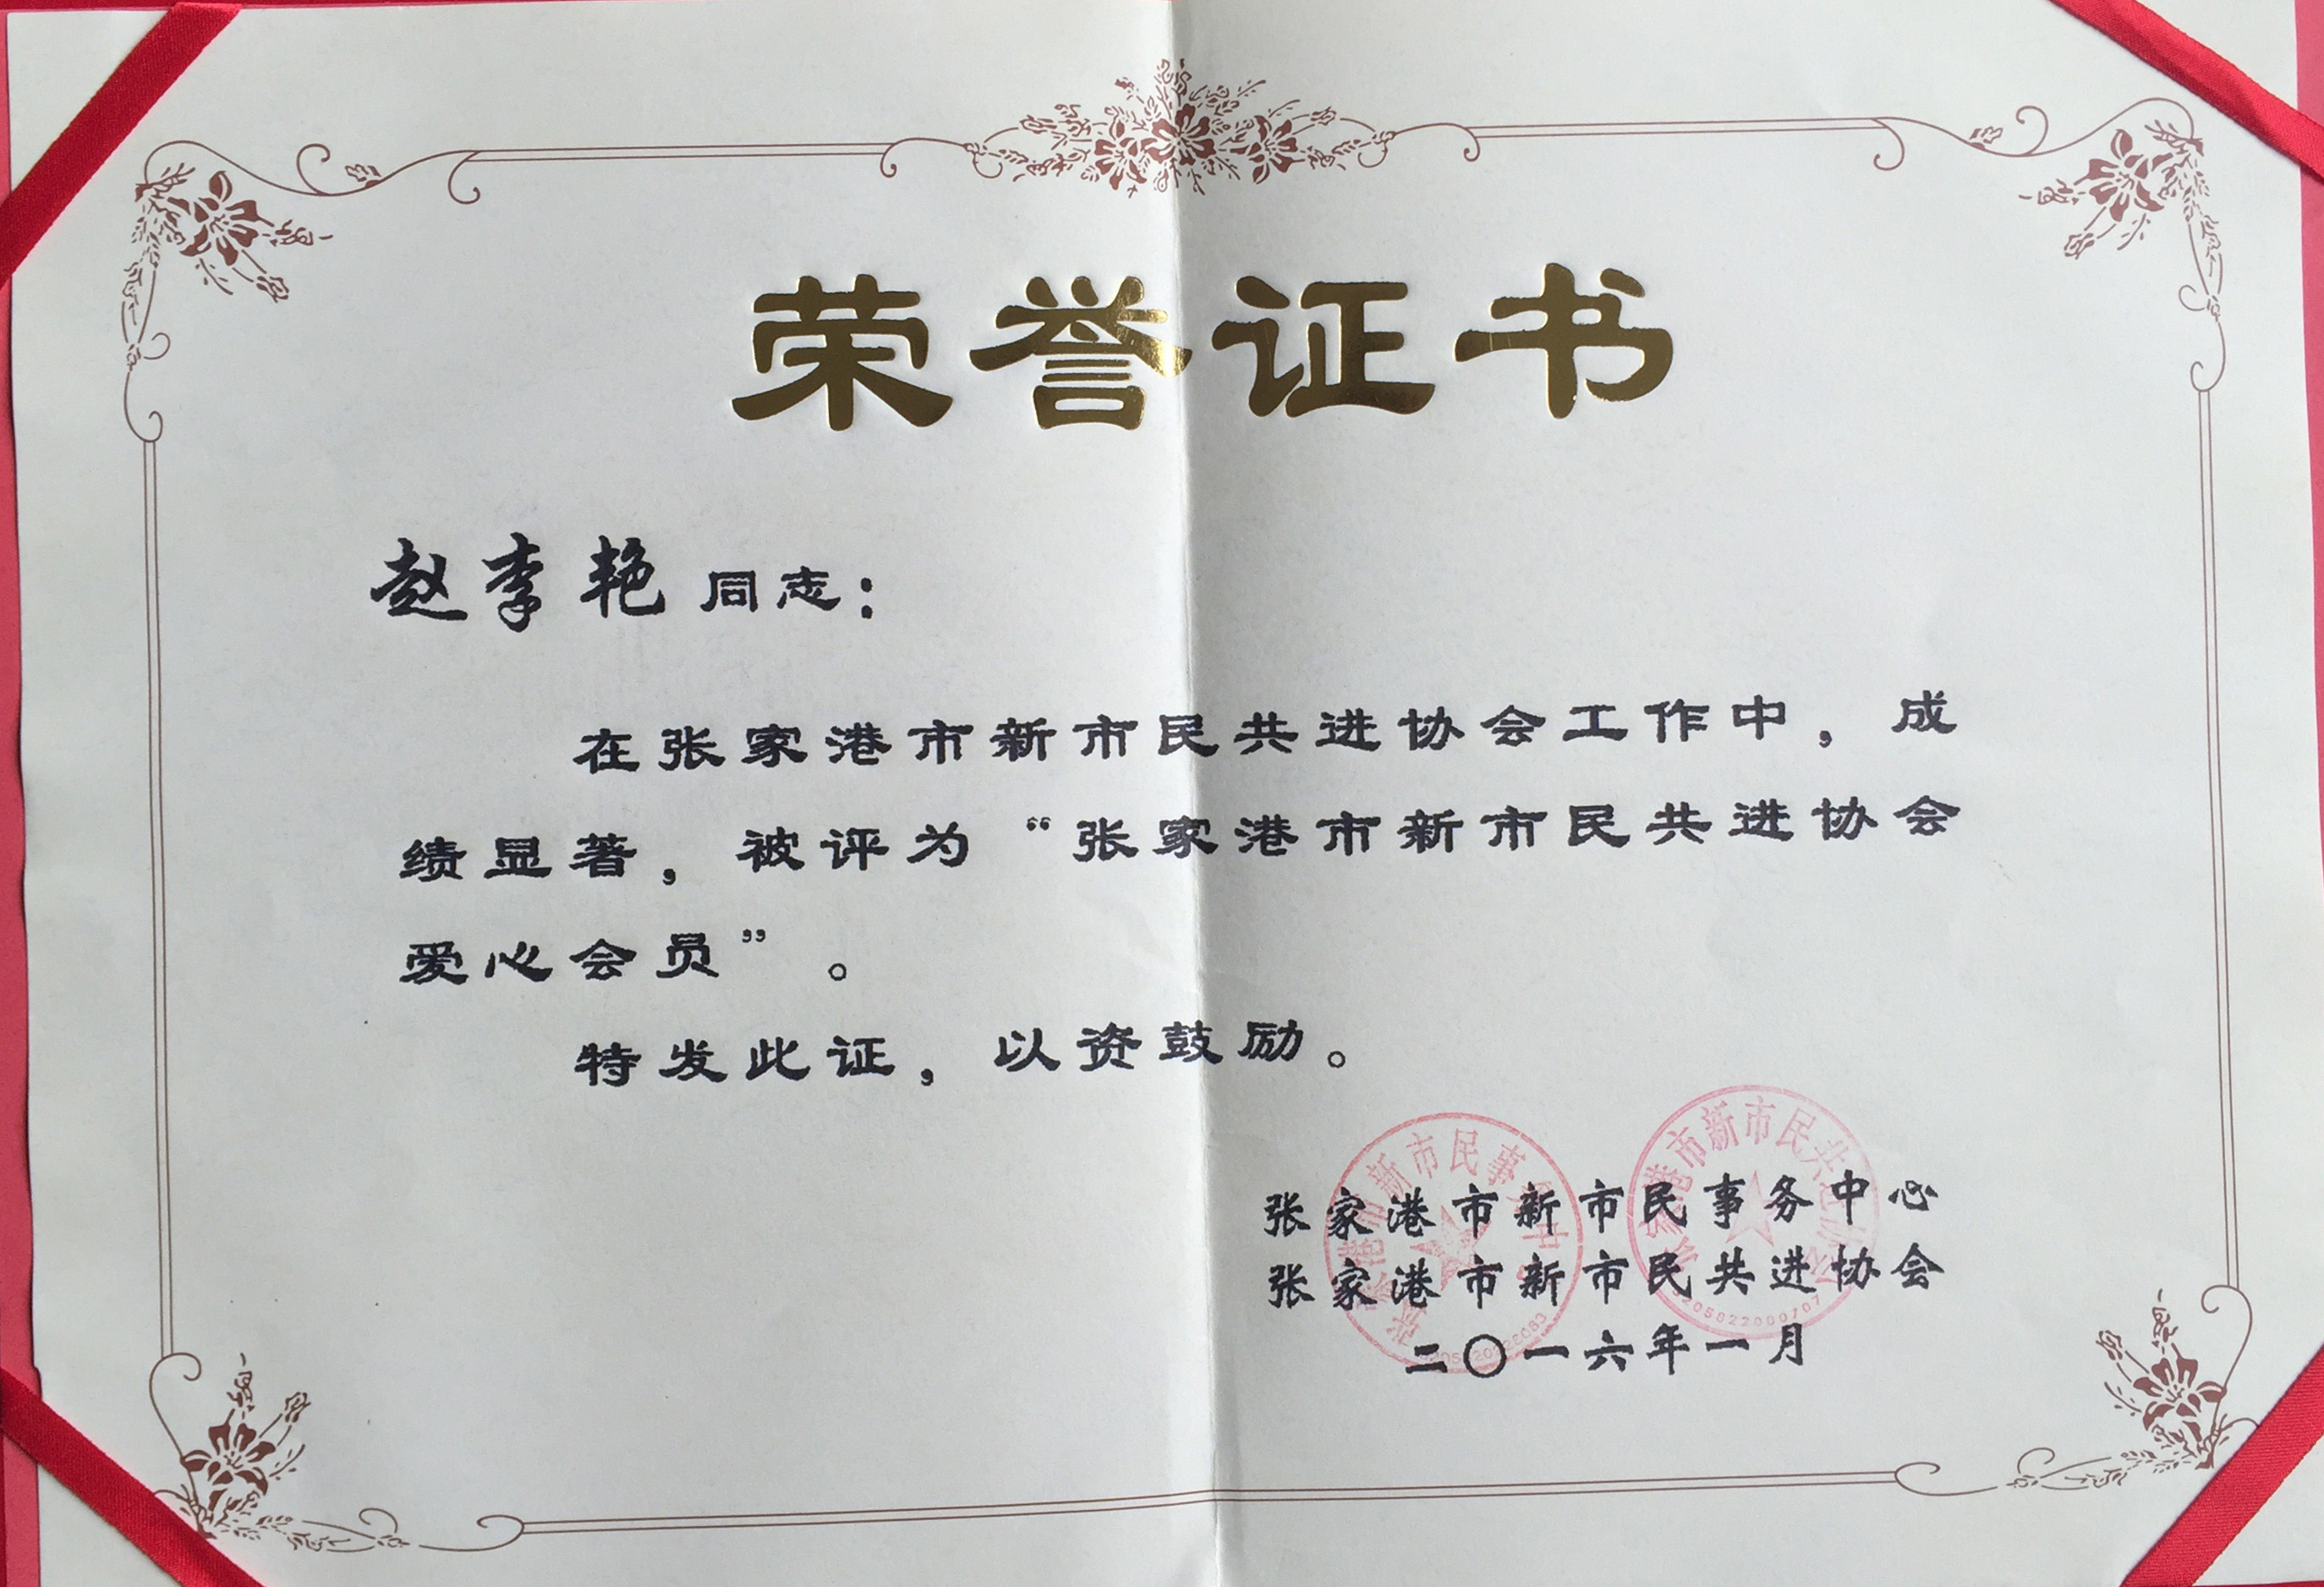 荣誉证书
赵李艳 同志：
在张家港市新市民共进协会工作中，成
绩显著，被评为“张家港市新市民共进协会
爱心会员”。
特发此证，以资鼓励。
张家港市新市民事务中心
张家港市新市民共进协会
二〇一六年一月